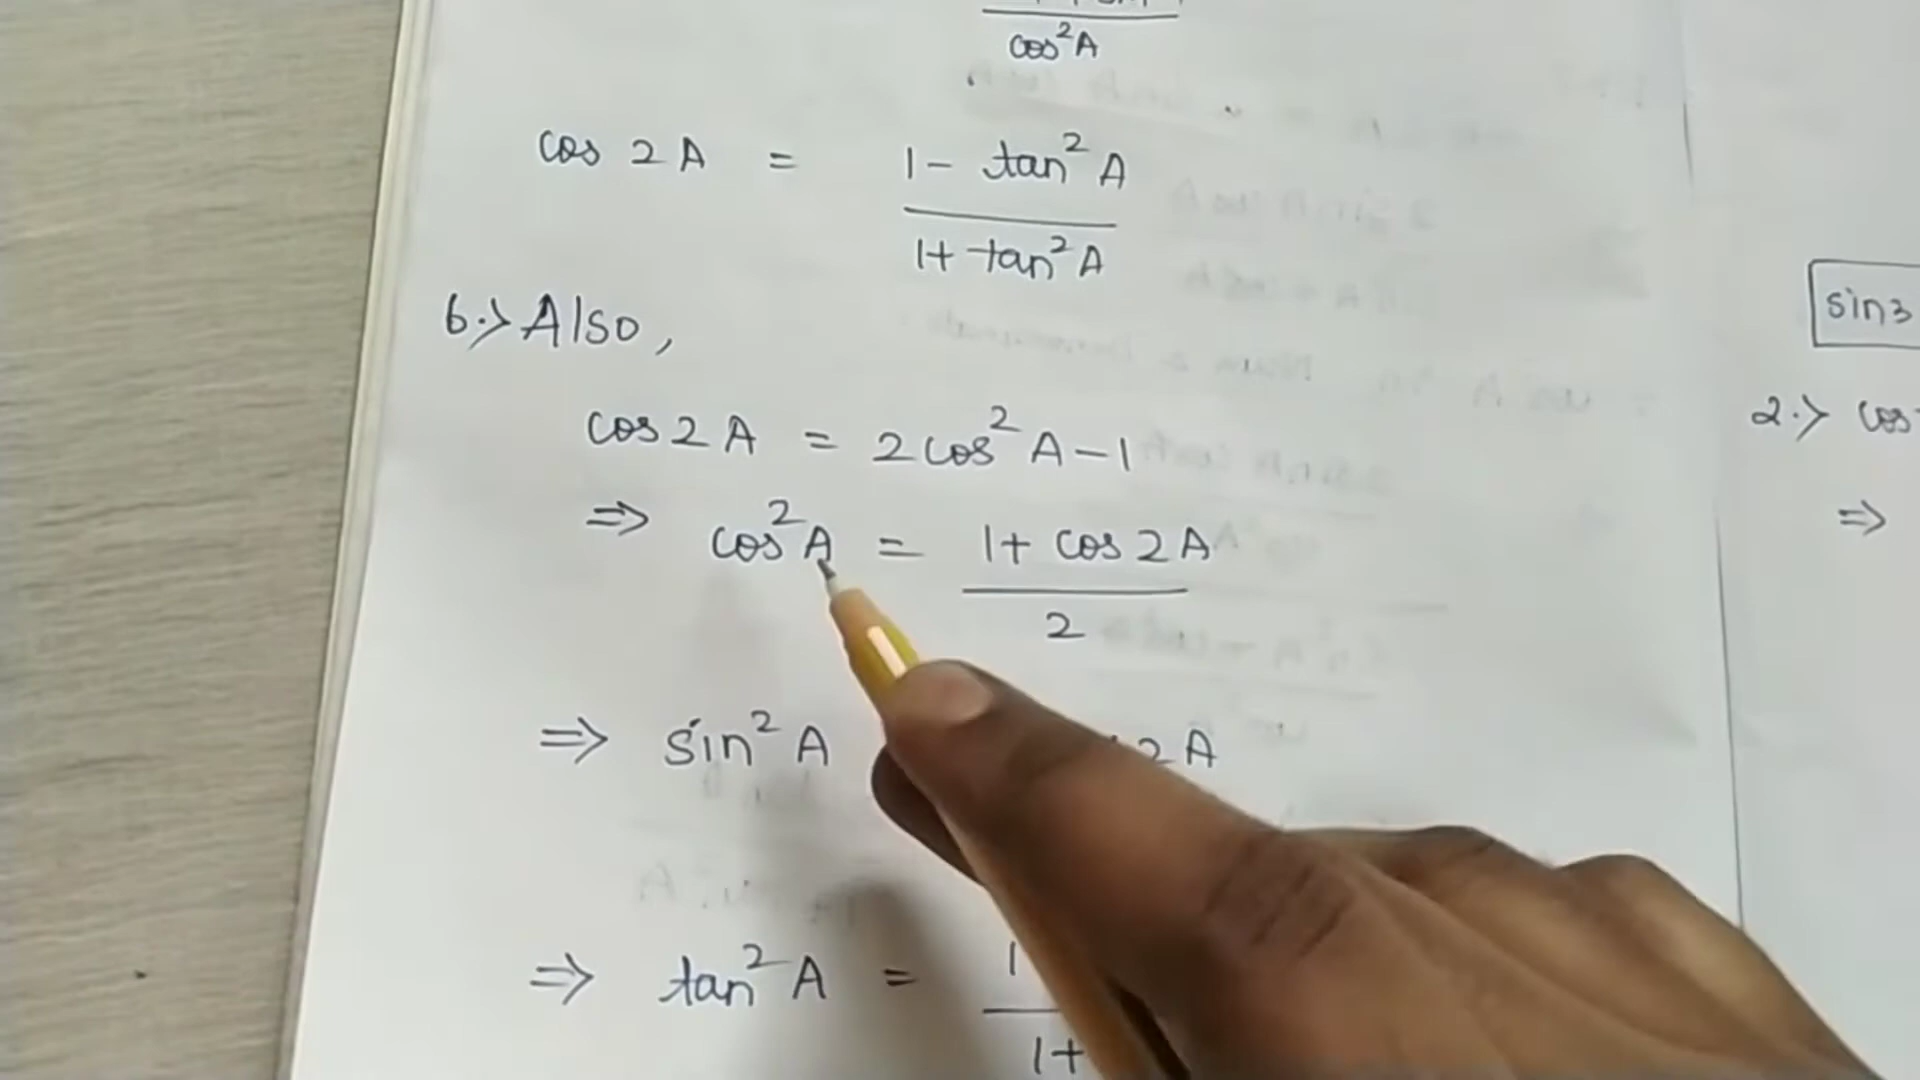 cos²A
cos 2A = 1 - tan²A
1 + tan²A
6.> Also,
cos 2A = 2cos²A - 1
⇒ cos²A = 1 + cos 2A
2
⇒ sin²A 2A
⇒ tan²A = 1
1+
sin3
2.> cos
⇒